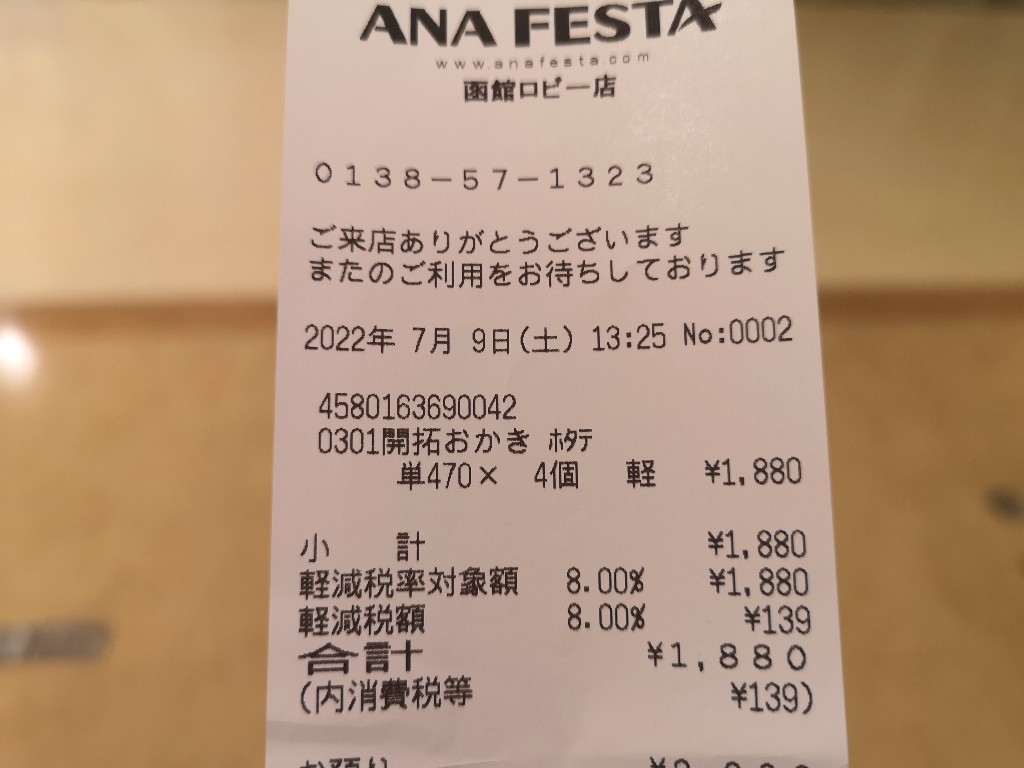 ANA FESTA
www.anafesta.com
函館ロビー店
0138-57-1323
ご来店ありがとうございます
またのご利用をお待ちしております
2022年 7月 9日(土) 13:25 No:0002
4580163690042
0301開拓おかき ﾎﾀﾃ
単470× 4個 軽 ¥1,880
小 計 ¥1,880
軽減税率対象額 8.00% ¥1,880
軽減税額 8.00% ¥139
合計 ¥1,880
(内消費税等 ¥139)
お預り